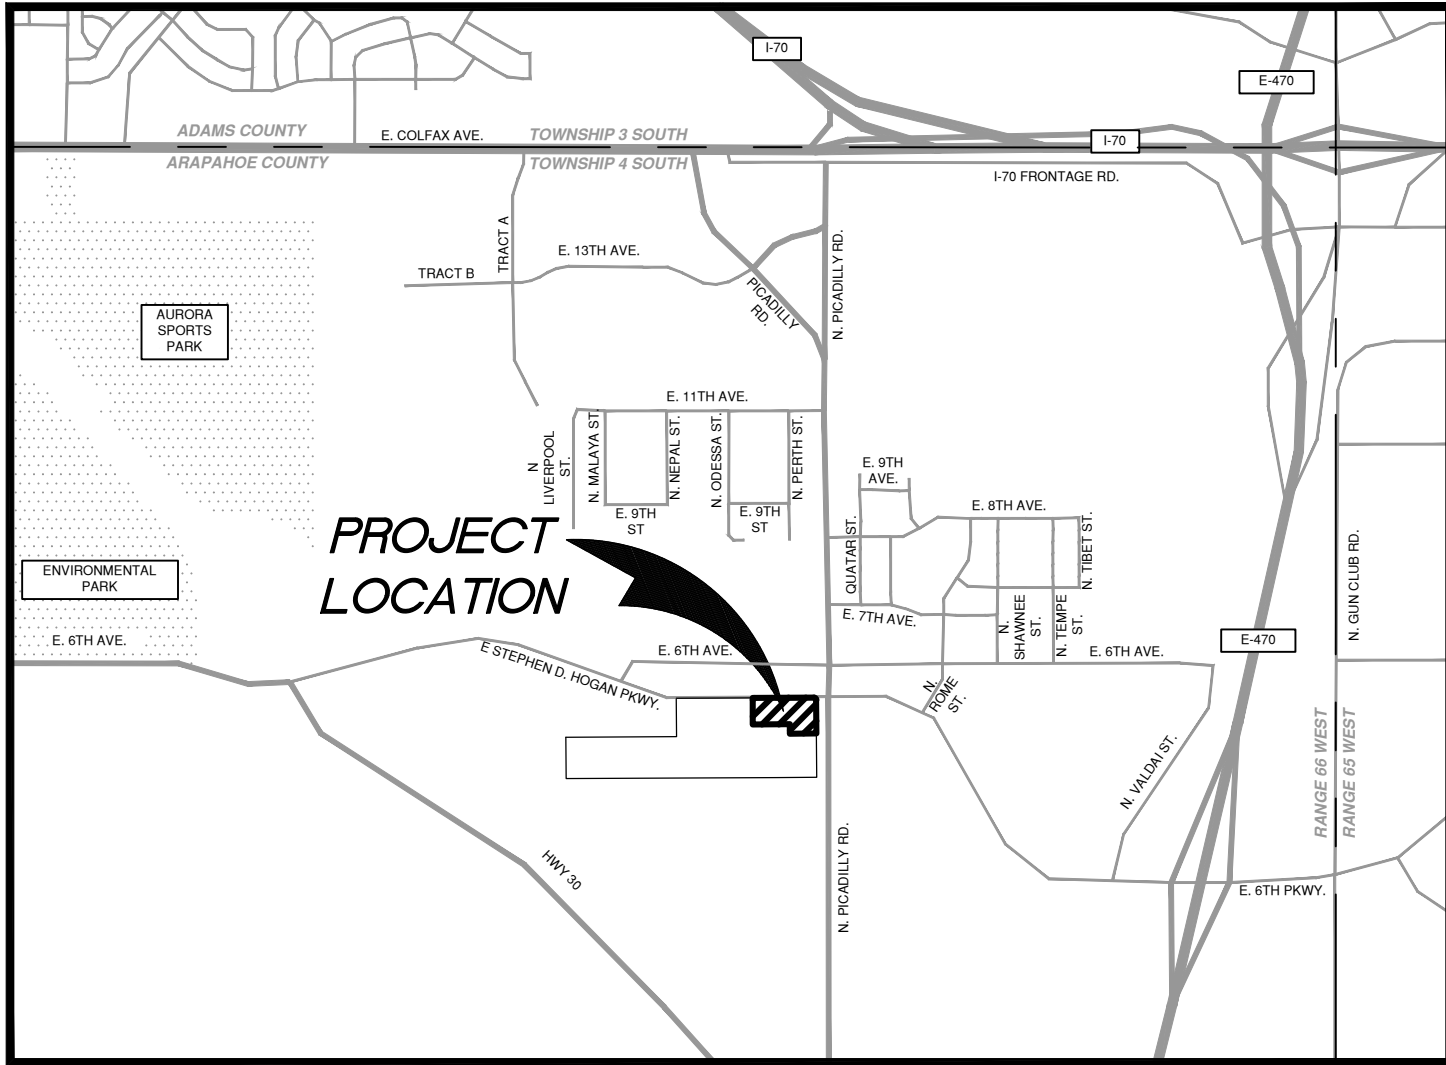 I-70
E-470
ADAMS COUNTY
E. COLFAX AVE.
TOWNSHIP 3 SOUTH
I-70
ARAPAHOE COUNTY
TOWNSHIP 4 SOUTH
I-70 FRONTAGE RD.
TRACT A
E. 13TH AVE.
TRACT B
PICADILLY
RD.
N. PICADILLY RD.
AURORA
SPORTS
PARK
E. 11TH AVE.
N
LIVERPOOL
ST.
N. MALAYA ST.
N. NEPAL ST.
N. ODESSA ST.
N. PERTH ST.
E. 9TH
ST
E. 9TH
ST
E. 9TH
AVE.
E. 8TH AVE.
QUATAR ST.
N. TIBET ST.
PROJECT
LOCATION
ENVIRONMENTAL
PARK
E. 7TH AVE.
N.
SHAWNEE
ST.
N. TEMPE
ST.
N. GUN CLUB RD.
E-470
E. 6TH AVE.
E STEPHEN D. HOGAN PKWY.
E. 6TH AVE.
E. 6TH AVE.
N.
ROME
ST.
N. VALDAI ST.
RANGE 66 WEST
RANGE 65 WEST
HWY 30
N. PICADILLY RD.
E. 6TH PKWY.